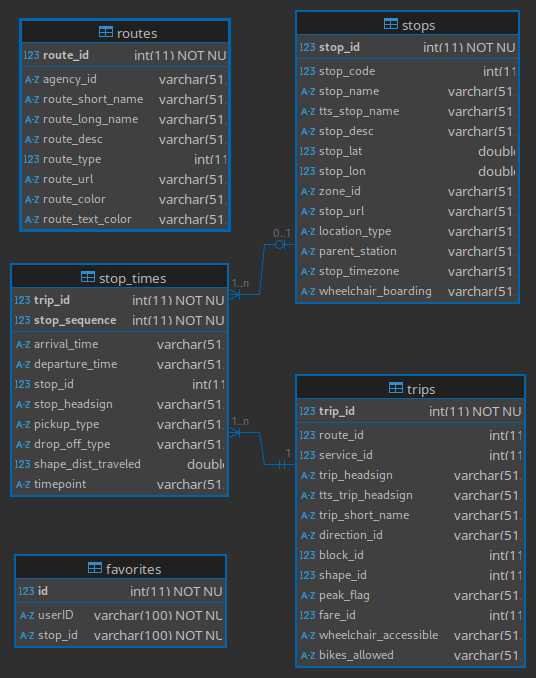 routes
123 route_id int(11) NOT NU
A-Z agency_id varchar(51
A-Z route_short_name varchar(51
A-Z route_long_name varchar(51
A-Z route_desc varchar(51
123 route_type int(11
A-Z route_url varchar(51
A-Z route_color varchar(51
A-Z route_text_color varchar(51
stops
123 stop_id int(11) NOT NU
123 stop_code int(1
A-Z stop_name varchar(51
A-Z tts_stop_name varchar(51
A-Z stop_desc varchar(51
123 stop_lat double
123 stop_lon double
A-Z zone_id varchar(51
A-Z stop_url varchar(51
A-Z location_type varchar(51
A-Z parent_station varchar(51
A-Z stop_timezone varchar(51
123 wheelchair_boarding varchar(51
0..1
1..n
stop_times
123 trip_id int(11) NOT NU
123 stop_sequence int(11) NOT NU
A-Z arrival_time varchar(51
A-Z departure_time varchar(51
123 stop_id int(11
A-Z stop_headsign varchar(51
A-Z pickup_type varchar(51
A-Z drop_off_type varchar(51
123 shape_dist_traveled double
A-Z timepoint varchar(51
1..n
1
trips
123 trip_id int(11) NOT NU
123 route_id int(11
123 service_id int(11
A-Z trip_headsign varchar(51
A-Z tts_trip_headsign varchar(51
A-Z trip_short_name varchar(51
A-Z direction_id varchar(51
123 block_id int(11
123 shape_id int(11
A-Z peak_flag varchar(51
123 fare_id int(11
A-Z wheelchair_accessible varchar(51
A-Z bikes_allowed varchar(51
favorites
123 id int(11) NOT NU
A-Z userID varchar(100) NOT NU
A-Z stop_id varchar(100) NOT NU